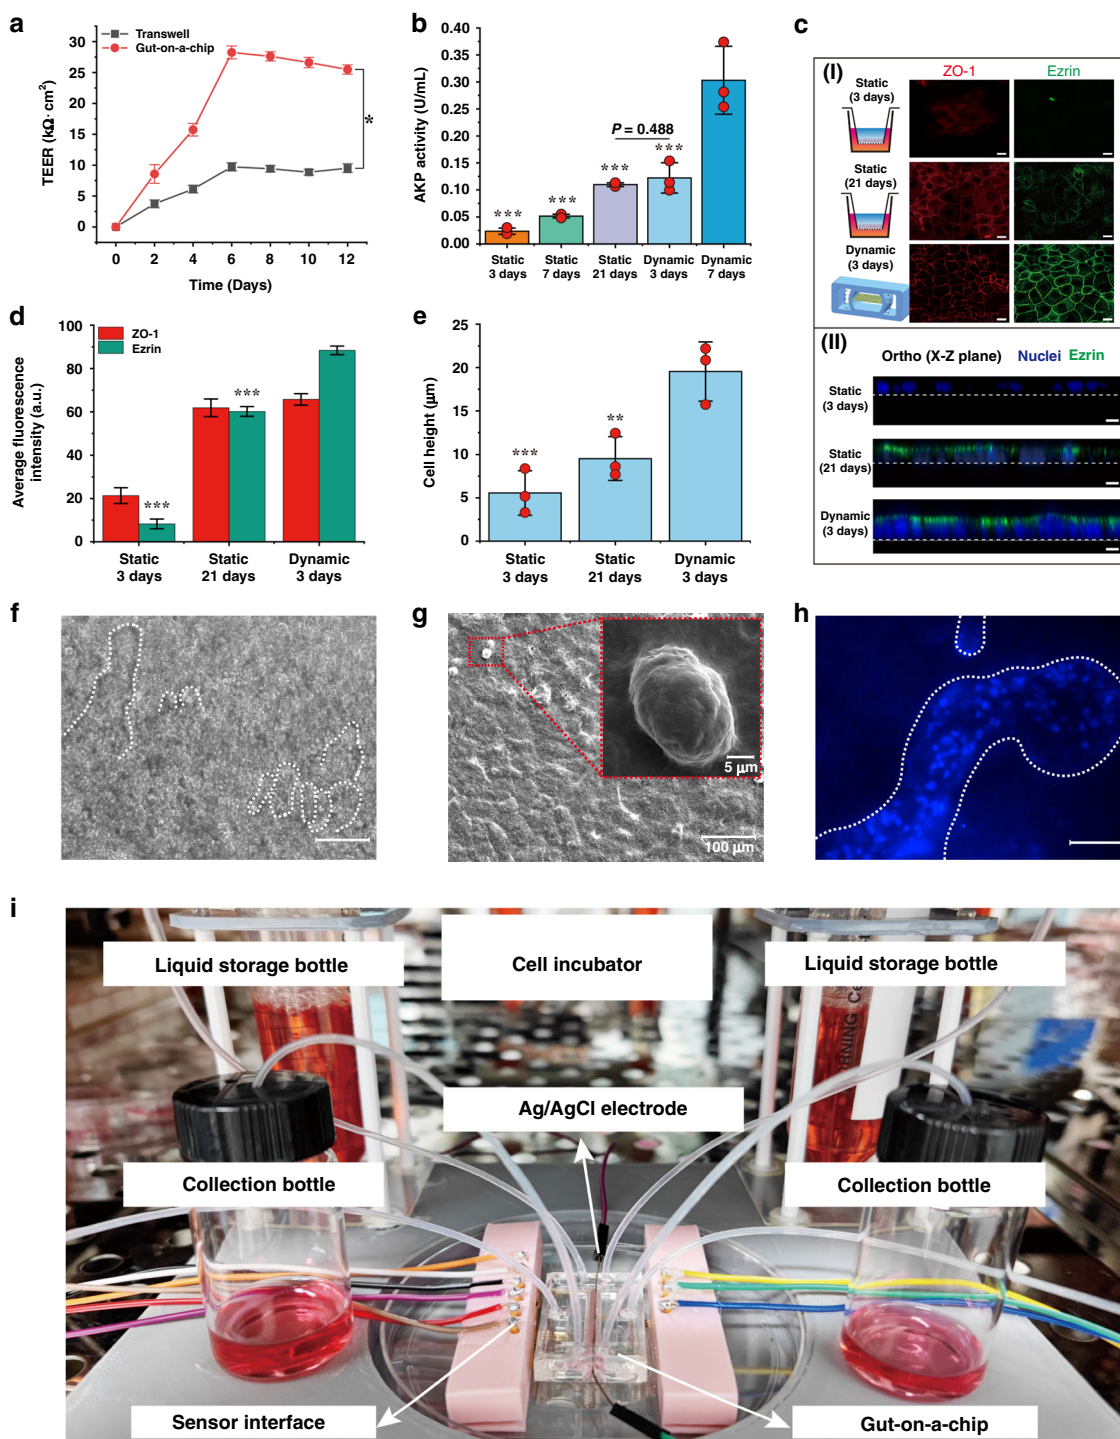 a
Transwell
Gut-on-a-chip
TEER (kΩ·cm²)
30
25
20
15
10
5
0
*
0 2 4 6 8 10 12
Time (Days)
b
AKP activity (U/mL)
0.40
0.35
0.30
0.25
0.20
0.15
0.10
0.05
0.00
P = 0.488
*** *** *** ***
Static 3 days
Static 7 days
Static 21 days
Dynamic 3 days
Dynamic 7 days
c
(I)
ZO-1 Ezrin
Static
(3 days)
Static
(21 days)
Dynamic
(3 days)
(II)
Ortho (X-Z plane) Nuclei Ezrin
Static
(3 days)
Static
(21 days)
Dynamic
(3 days)
d
ZO-1
Ezrin
Average fluorescence
intensity (a.u.)
100
80
60
40
20
0
*** ***
Static 3 days
Static 21 days
Dynamic 3 days
e
Cell height (μm)
25
20
15
10
5
0
*** **
Static 3 days
Static 21 days
Dynamic 3 days
f
g
5 μm
100 μm
h
i
Liquid storage bottle
Cell incubator
Liquid storage bottle
RNING Ce
Ag/AgCl electrode
Collection bottle
Collection bottle
Sensor interface
Gut-on-a-chip